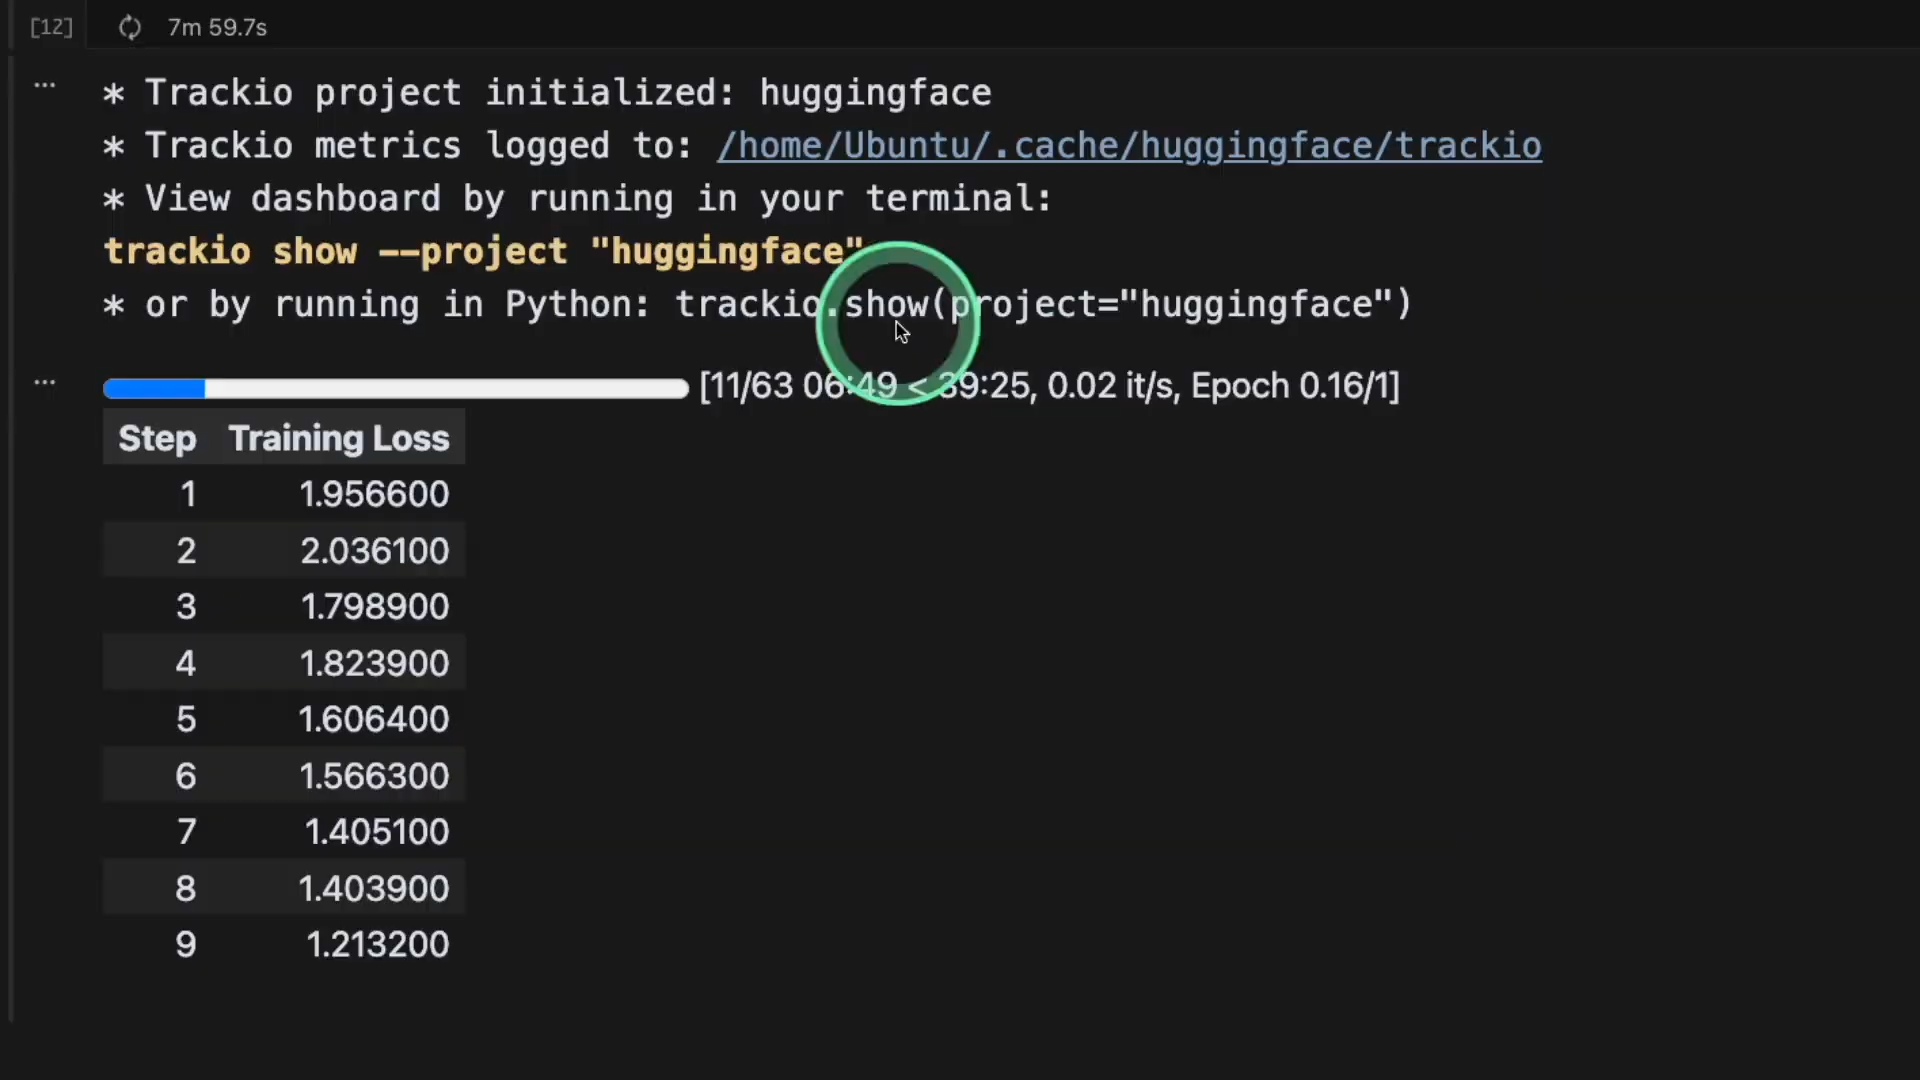 [12] 7m 59.7s
* Trackio project initialized: huggingface
* Trackio metrics logged to: /home/Ubuntu/.cache/huggingface/trackio
* View dashboard by running in your terminal:
trackio show --project "huggingface"
* or by running in Python: trackio.show(project="huggingface")
[11/63 06:49 < 39:25, 0.02 it/s, Epoch 0.16/1]
Step Training Loss
1 1.956600
2 2.036100
3 1.798900
4 1.823900
5 1.606400
6 1.566300
7 1.405100
8 1.403900
9 1.213200